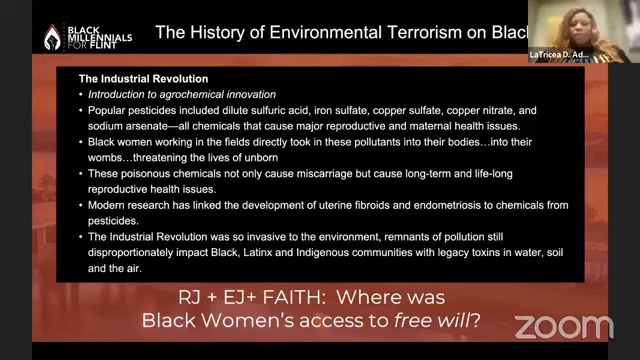 BLACK
MILLENNIALS
FOR FLINT
The History of Environmental Terrorism on Black
LaTricea D. Ad...
The Industrial Revolution
• Introduction to agrochemical innovation
• Popular pesticides included dilute sulfuric acid, iron sulfate, copper sulfate, copper nitrate, and
sodium arsenate—all chemicals that cause major reproductive and maternal health issues.
• Black women working in the fields directly took in these pollutants into their bodies…into their
wombs…threatening the lives of unborn
• These poisonous chemicals not only cause miscarriage but cause long-term and life-long
reproductive health issues.
• Modern research has linked the development of uterine fibroids and endometriosis to chemicals from
pesticides.
• The Industrial Revolution was so invasive to the environment, remnants of pollution still
disproportionately impact Black, Latinx and Indigenous communities with legacy toxins in water, soil
and the air.
RJ + EJ+ FAITH: Where was
Black Women's access to free will?
zoom